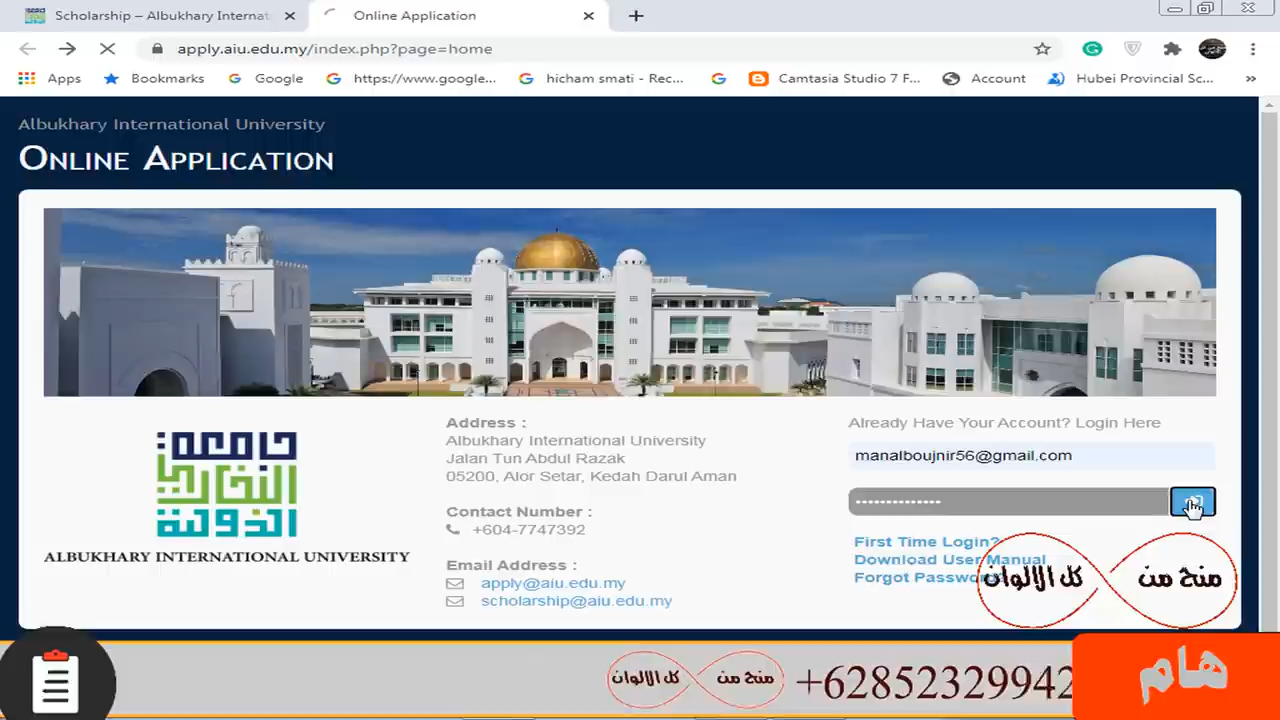 Scholarship – Albukhary Internat
Online Application
apply.aiu.edu.my/index.php?page=home
Apps
Bookmarks
Google
https://www.google...
hicham smati - Rec...
Camtasia Studio 7 F...
Account
Hubei Provincial Sc...
»
Albukhary International University
Online Application
جامعة
البخاري
الدولية
ALBUKHARY INTERNATIONAL UNIVERSITY
Address :
Albukhary International University
Jalan Tun Abdul Razak
05200, Alor Setar, Kedah Darul Aman
Contact Number :
+604-7747392
Email Address :
apply@aiu.edu.my
scholarship@aiu.edu.my
Already Have Your Account? Login Here
manalboujnir56@gmail.com
First Time Login?
Download User Manual
Forgot Password
منح من كل الالوان
منح من كل الالوان
+62852329942
هام